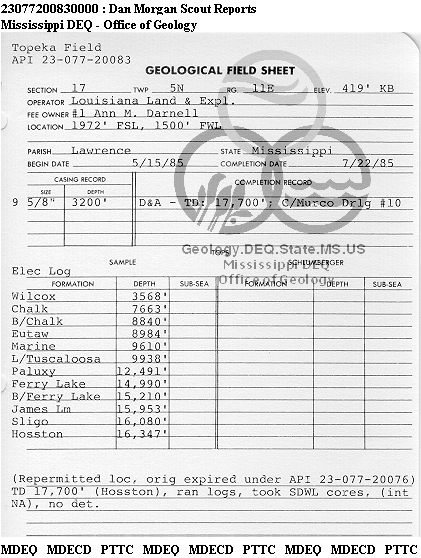 23077200830000 : Dan Morgan Scout Reports
Mississippi DEQ - Office of Geology
Topeka Field
API 23-077-20083
GEOLOGICAL FIELD SHEET
SECTION 17 TWP 5N RG. 11E ELEV. 419' KB
OPERATOR Louisiana Land & Expl.
FEE OWNER #1 Ann M. Darnell
LOCATION 1972' FSL, 1500' FWL
PARISH Lawrence STATE Mississippi
BEGIN DATE 5/15/85 COMPLETION DATE 7/22/85
CASING RECORD COMPLETION RECORD
SIZE DEPTH
9 5/8" 3200' D&A - TD: 17,700'; C/Murco Drlg #10
Geology.DEQ.State.MS.US
TOPS
Mississippi DEQ
Office of Geology
SAMPLE SCHLUMBERGER
Elec Log
FORMATION DEPTH SUB-SEA FORMATION DEPTH SUB-SEA
Wilcox 3568'
Chalk 7663'
B/Chalk 8840'
Eutaw 8984'
Marine 9610'
L/Tuscaloosa 9938'
Paluxy 12,491'
Ferry Lake 14,990'
B/Ferry Lake 15,210'
James Lm 15,953'
Sligo 16,080'
Hosston 16,347'
(Repermitted loc, orig expired under API 23-077-20076)
TD 17,700' (Hosston), ran logs, took SDWL cores, (int
NA), no det.
MDEQ MDECD PTTC MDEQ MDECD PTTC MDEQ MDECD PTTC